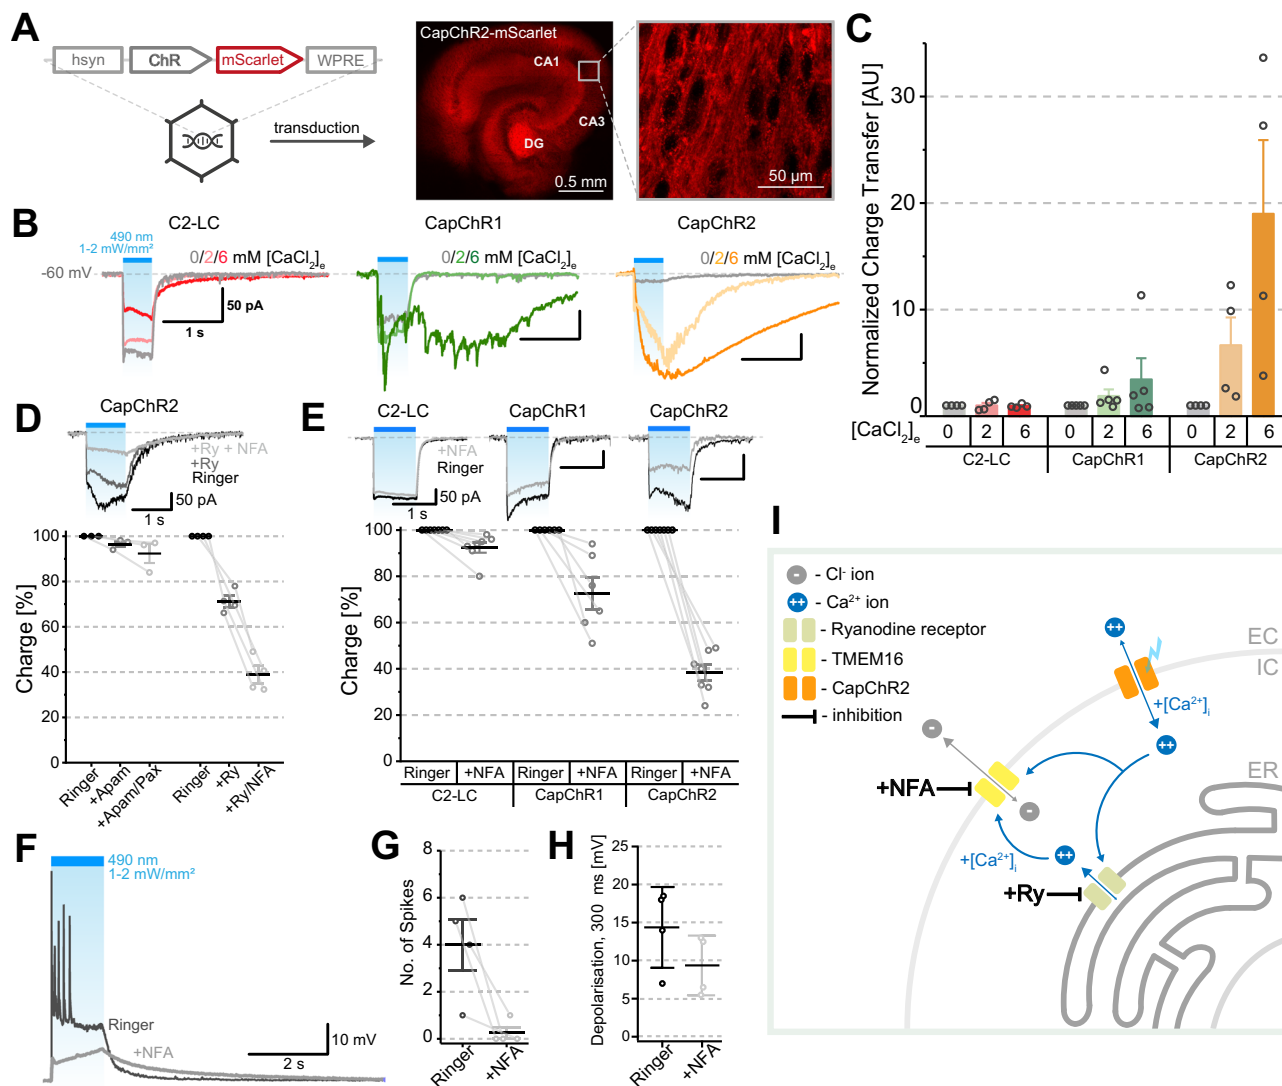 A
hsyn
ChR
mScarlet
WPRE
transduction
CapChR2-mScarlet
CA1
CA3
DG
0.5 mm
50 µm
B
C2-LC
CapChR1
CapChR2
490 nm
1-2 mW/mm²
0/2/6 mM [CaCl2]e
0/2/6 mM [CaCl2]e
0/2/6 mM [CaCl2]e
-60 mV
50 pA
1 s
C
Normalized Charge Transfer [AU]
30
20
10
0
[CaCl2]e
0
2
6
0
2
6
0
2
6
C2-LC
CapChR1
CapChR2
D
CapChR2
+Ry + NFA
+Ry
Ringer
50 pA
1 s
Charge [%]
100
80
60
40
20
0
Ringer
+Apam
+Apam/Pax
Ringer
+Ry
+Ry/NFA
E
C2-LC
CapChR1
CapChR2
+NFA
Ringer
50 pA
1 s
Charge [%]
100
80
60
40
20
0
Ringer
+NFA
Ringer
+NFA
Ringer
+NFA
C2-LC
CapChR1
CapChR2
F
490 nm
1-2 mW/mm²
Ringer
+NFA
10 mV
2 s
G
No. of Spikes
8
6
4
2
0
Ringer
+NFA
H
Depolarisation, 300 ms [mV]
25
20
15
10
5
0
Ringer
+NFA
I
- - Cl- ion
++ - Ca2+ ion
- Ryanodine receptor
- TMEM16
- CapChR2
- inhibition
++
EC
IC
+[Ca2+]i
++
-
+NFA
-
ER
+[Ca2+]i
++
+Ry